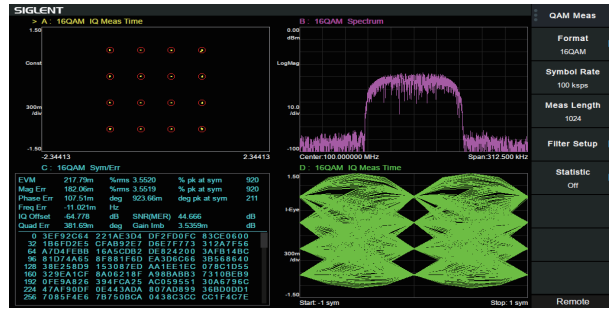 SIGLENT
> A : 16QAM IQ Meas Time
1.50
Const
300m
/div
-1.50
-2.34413 2.34413
B : 16QAM Spectrum
0.00
dBm
LogMag
10.0
/div
-100
Center:100.000000 MHz Span:312.500 kHz
C : 16QAM Sym/Err
EVM 217.79m %rms 3.5520 % pk at sym 920
Mag Err 182.06m %rms 3.5519 % pk at sym 920
Phase Err 107.51m deg 923.66m deg pk at sym 211
Freq Err -11.021m Hz
IQ Offset -64.778 dB SNR(MER) 44.666 dB
Quad Err 381.69m deg Gain Imb 3.5359m dB
0 3EF92C64 221AE3D4 DF2FD0FC 83CE0600
32 1B6FD2E5 CFAB92E7 D6E7F773 312A7F56
64 A7D4FEBB 16A5CDB2 DE824200 3AFB14BC
96 81D74A65 8F881F6D EA3D6C66 3B568640
128 38E258D9 153087ED AA1EE1EC 078C1D55
160 329EA1CF 8A06218F A98BABB3 7310BEB9
192 0FE9A826 394FCA25 AC059551 30A6796C
224 47AF90DF 0E443ADA 807AD899 36BD0DD1
256 7085F4E6 7B750BCA 0438C3CC CC1F4C7E
D : 16QAM IQ Meas Time
1.50
I-Eye
300m
/div
-1.50
Start: -1 sym Stop: 1 sym
QAM Meas
Format
16QAM
Symbol Rate
100 ksps
Meas Length
1024
Filter Setup
Statistic
Off
Remote